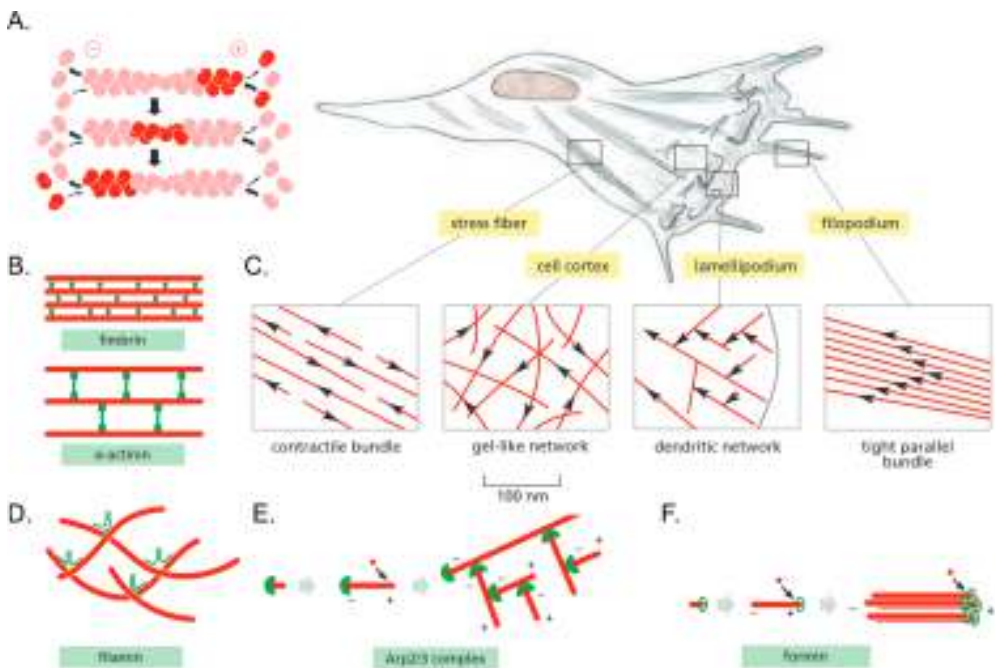 A.
−
+
stress fiber
filopodium
cell cortex
lamellipodium
B.
C.
fimbrin
α-actinin
contractile bundle
gel-like network
dendritic network
tight parallel
bundle
100 nm
D.
E.
F.
filamin
Arp2/3 complex
formin